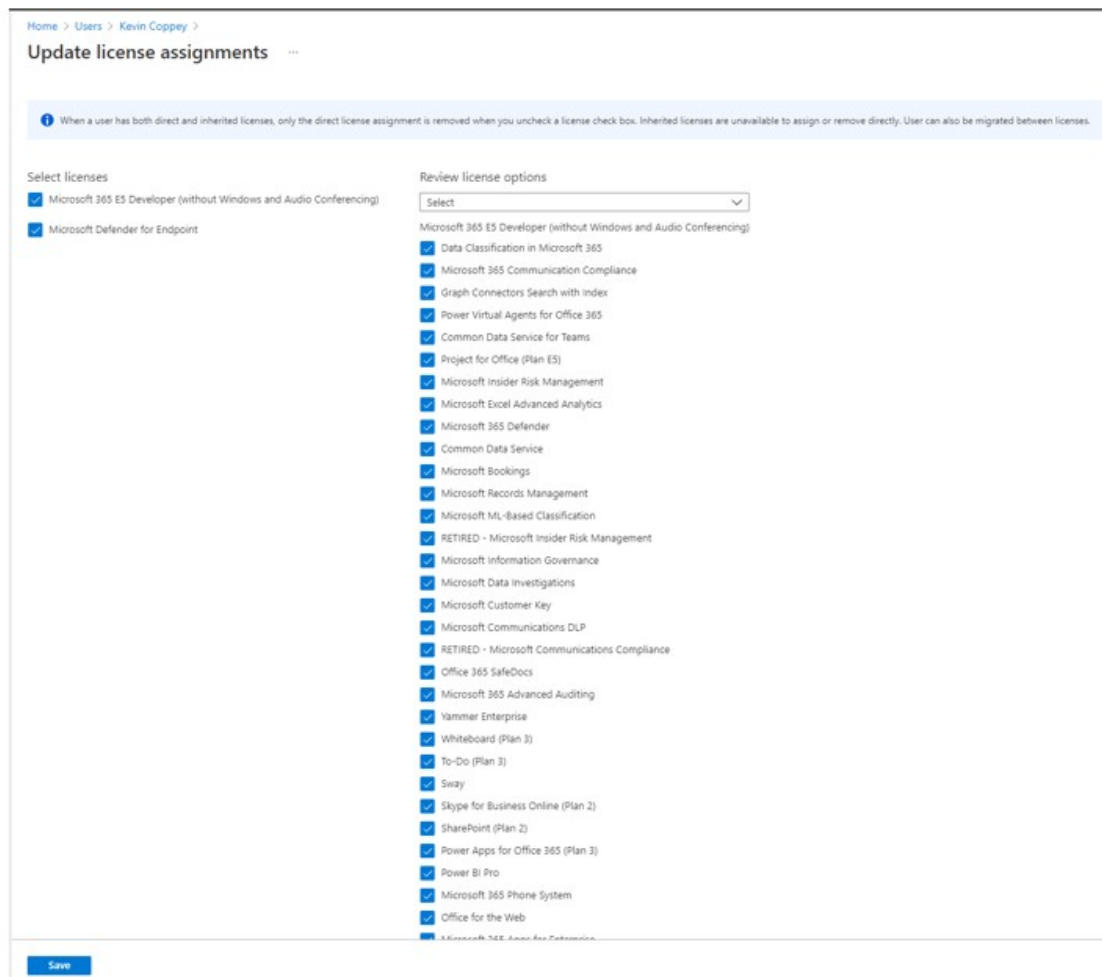 Home > Users > Kevin Coppey >
Update license assignments ...
When a user has both direct and inherited licenses, only the direct license assignment is removed when you uncheck a license check box. Inherited licenses are unavailable to assign or remove directly. User can also be migrated between licenses.
Select licenses
Microsoft 365 E5 Developer (without Windows and Audio Conferencing)
Microsoft Defender for Endpoint
Review license options
Select
Microsoft 365 E5 Developer (without Windows and Audio Conferencing)
Data Classification in Microsoft 365
Microsoft 365 Communication Compliance
Graph Connectors Search with Index
Power Virtual Agents for Office 365
Common Data Service for Teams
Project for Office (Plan E5)
Microsoft Insider Risk Management
Microsoft Excel Advanced Analytics
Microsoft 365 Defender
Common Data Service
Microsoft Bookings
Microsoft Records Management
Microsoft ML-Based Classification
RETIRED - Microsoft Insider Risk Management
Microsoft Information Governance
Microsoft Data Investigations
Microsoft Customer Key
Microsoft Communications DLP
RETIRED - Microsoft Communications Compliance
Office 365 SafeDocs
Microsoft 365 Advanced Auditing
Yammer Enterprise
Whiteboard (Plan 3)
To-Do (Plan 3)
Sway
Skype for Business Online (Plan 2)
SharePoint (Plan 2)
Power Apps for Office 365 (Plan 3)
Power BI Pro
Microsoft 365 Phone System
Office for the Web
Microsoft 365 Apps for Enterprise
Save